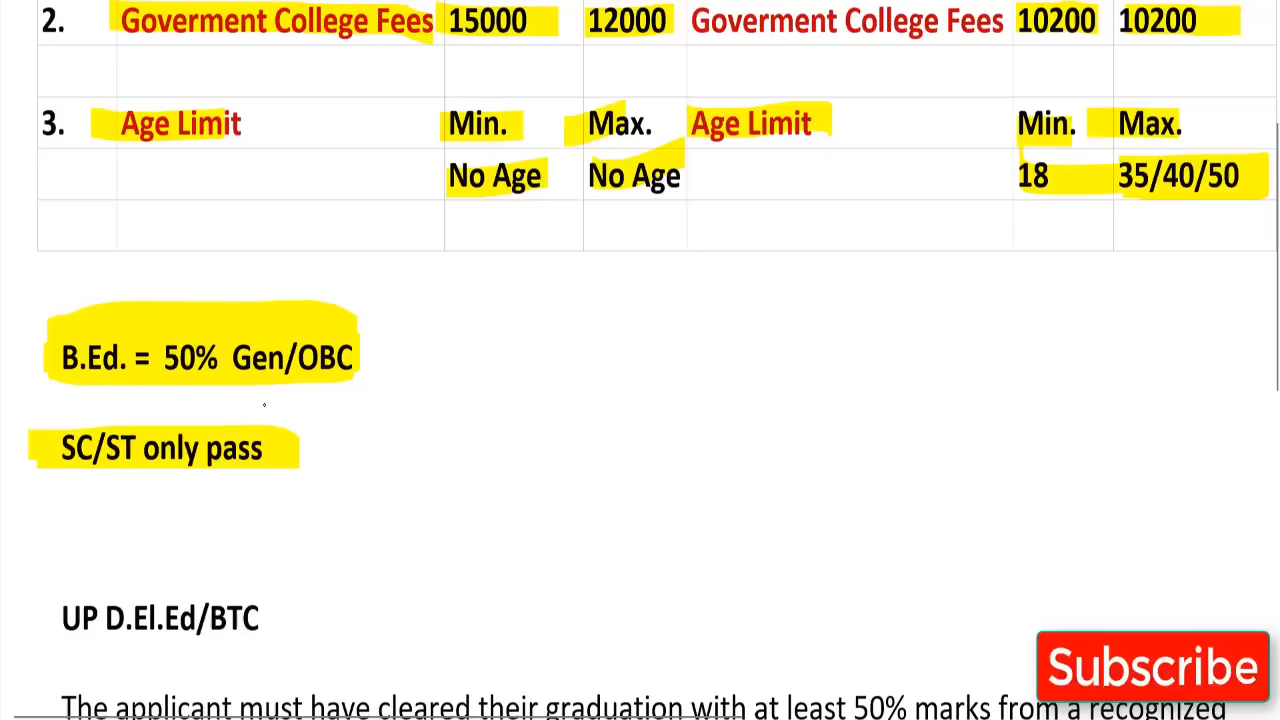 2. Goverment College Fees 15000 12000 Goverment College Fees 10200 10200
3. Age Limit Min. Max. Age Limit Min. Max.
No Age No Age 18 35/40/50
B.Ed. = 50% Gen/OBC
SC/ST only pass
UP D.El.Ed/BTC
Subscribe
The applicant must have cleared their graduation with at least 50% marks from a recognized